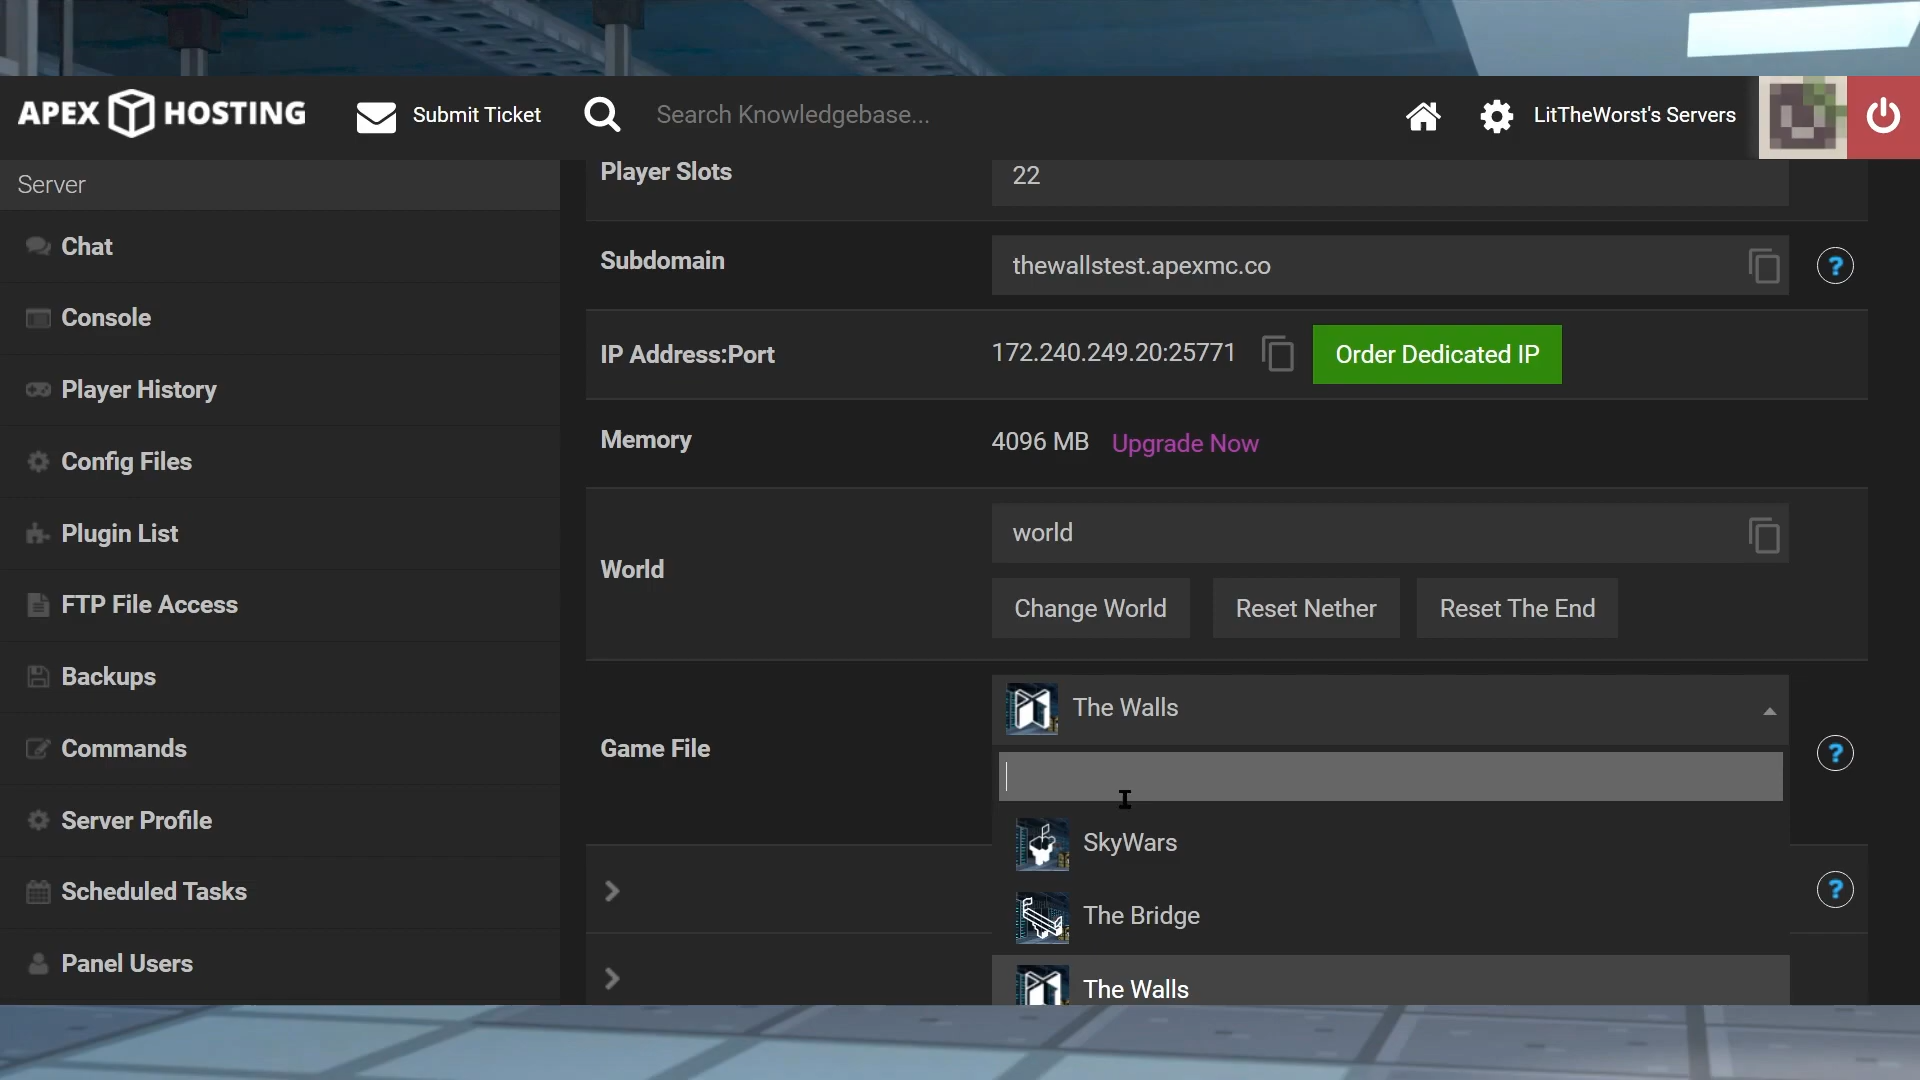 APEX HOSTING
Submit Ticket
Search Knowledgebase...
LitTheWorst's Servers
Server
Chat
Console
Player History
Config Files
Plugin List
FTP File Access
Backups
Commands
Server Profile
Scheduled Tasks
Panel Users
Player Slots
22
Subdomain
thewallstest.apexmc.co
?
IP Address:Port
172.240.249.20:25771
Order Dedicated IP
Memory
4096 MB
Upgrade Now
World
world
Change World
Reset Nether
Reset The End
Game File
The Walls
?
SkyWars
?
The Bridge
The Walls